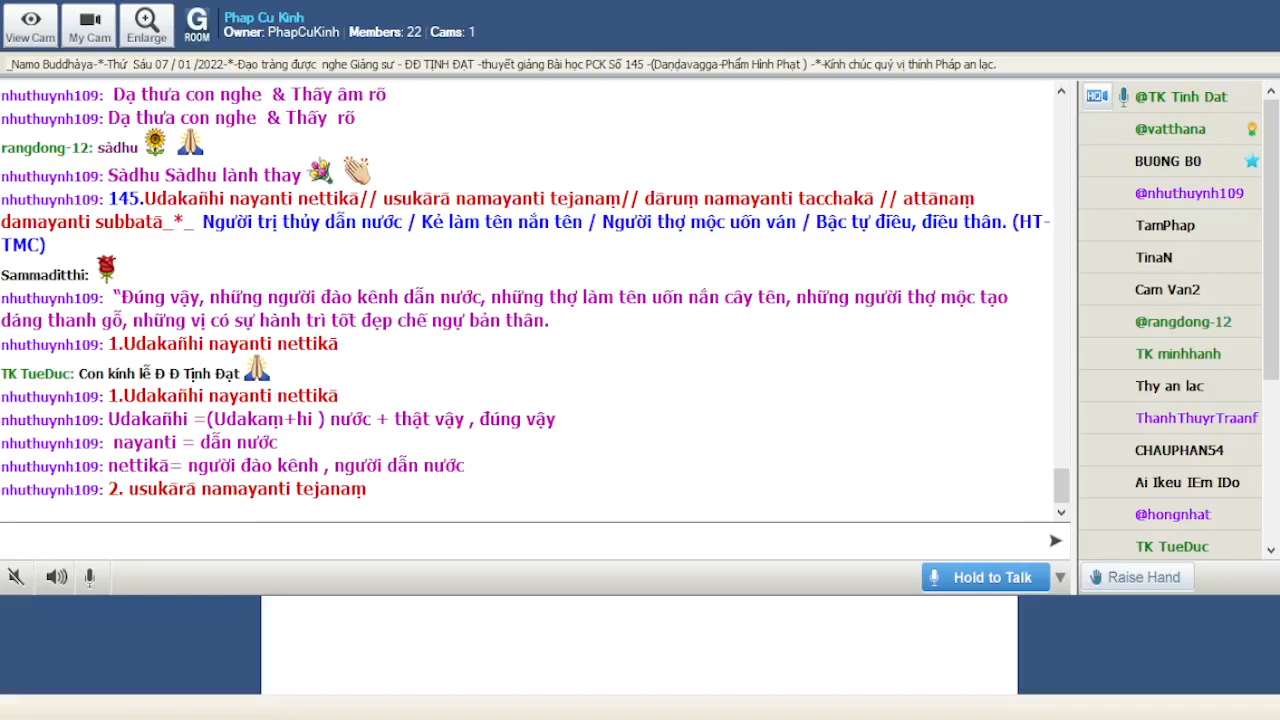 View Cam
My Cam
Enlarge
G
ROOM
Phap Cu Kinh
Owner: PhapCuKinh | Members: 22 | Cams: 1
_Namo Buddhàya-*-Thứ Sáu 07 / 01 /2022-*-Đạo tràng được nghe Giảng sư - ĐĐ TỊNH ĐẠT -thuyết giảng Bài học PCK Số 145 -(Daṇḍavagga-Phẩm Hình Phạt ) -*-Kính chúc quý vị thính Pháp an lạc.
nhuthuynh109: Dạ thưa con nghe & Thấy âm rõ
nhuthuynh109: Dạ thưa con nghe & Thấy rõ
rangdong-12: sàdhu
nhuthuynh109: Sàdhu Sàdhu lành thay
nhuthuynh109: 145.Udakañhi nayanti nettikā// usukārā namayanti tejanaṃ// dāruṃ namayanti tacchakā // attānaṃ
damayanti subbatā_*_ Người trị thủy dẫn nước / Kẻ làm tên nắn tên / Người thợ mộc uốn ván / Bậc tự điều, điều thân. (HT-
TMC)
Sammaditthi:
nhuthuynh109: “Đúng vậy, những người đào kênh dẫn nước, những thợ làm tên uốn nắn cây tên, những người thợ mộc tạo
dáng thanh gỗ, những vị có sự hành trì tốt đẹp chế ngự bản thân.
nhuthuynh109: 1.Udakañhi nayanti nettikā
TK TueDuc: Con kính lễ Đ Đ Tịnh Đạt
nhuthuynh109: 1.Udakañhi nayanti nettikā
nhuthuynh109: Udakañhi =(Udakaṃ+hi ) nước + thật vậy , đúng vậy
nhuthuynh109: nayanti = dẫn nước
nhuthuynh109: nettikā= người đào kênh , người dẫn nước
nhuthuynh109: 2. usukārā namayanti tejanaṃ
Hold to Talk
HQ
@TK Tinh Dat
@vatthana
BU0NG B0
@nhuthuynh109
TamPhap
TinaN
Cam Van2
@rangdong-12
TK minhhanh
Thy an lac
ThanhThuyrTraanf
CHAUPHAN54
Ai Ikeu IEm IDo
@hongnhat
TK TueDuc
Raise Hand